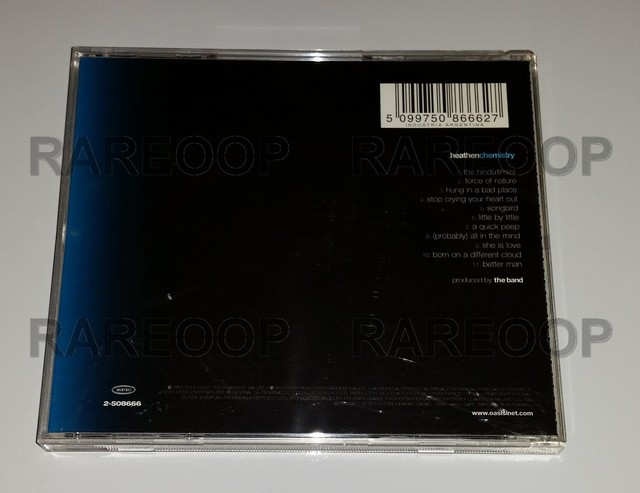 5 099750 866627
INDUSTRIA ARGENTINA
RAREOOP RAREOOP
heathenchemistry
1. the hindu times
2. force of nature
3. hung in a bad place
4. stop crying your heart out
5. songbird
6. little by little
7. a quick peep
8. (probably) all in the mind
9. she is love
10. born on a different cloud
11. better man
produced by the band
RAREOOP RAREOOP
EPIC
2-508666
www.oasisinet.com